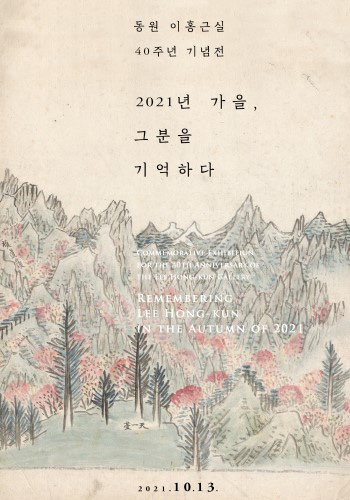 동원 이홍근실
40주년 기념전
2021년 가을,
그분을
기억하다
Commemorative Exhibition
for the 40th Anniversary of
the Lee Hong-kun Gallery
Remembering
Lee Hong-kun
in the Autumn of 2021
2021.10.13.